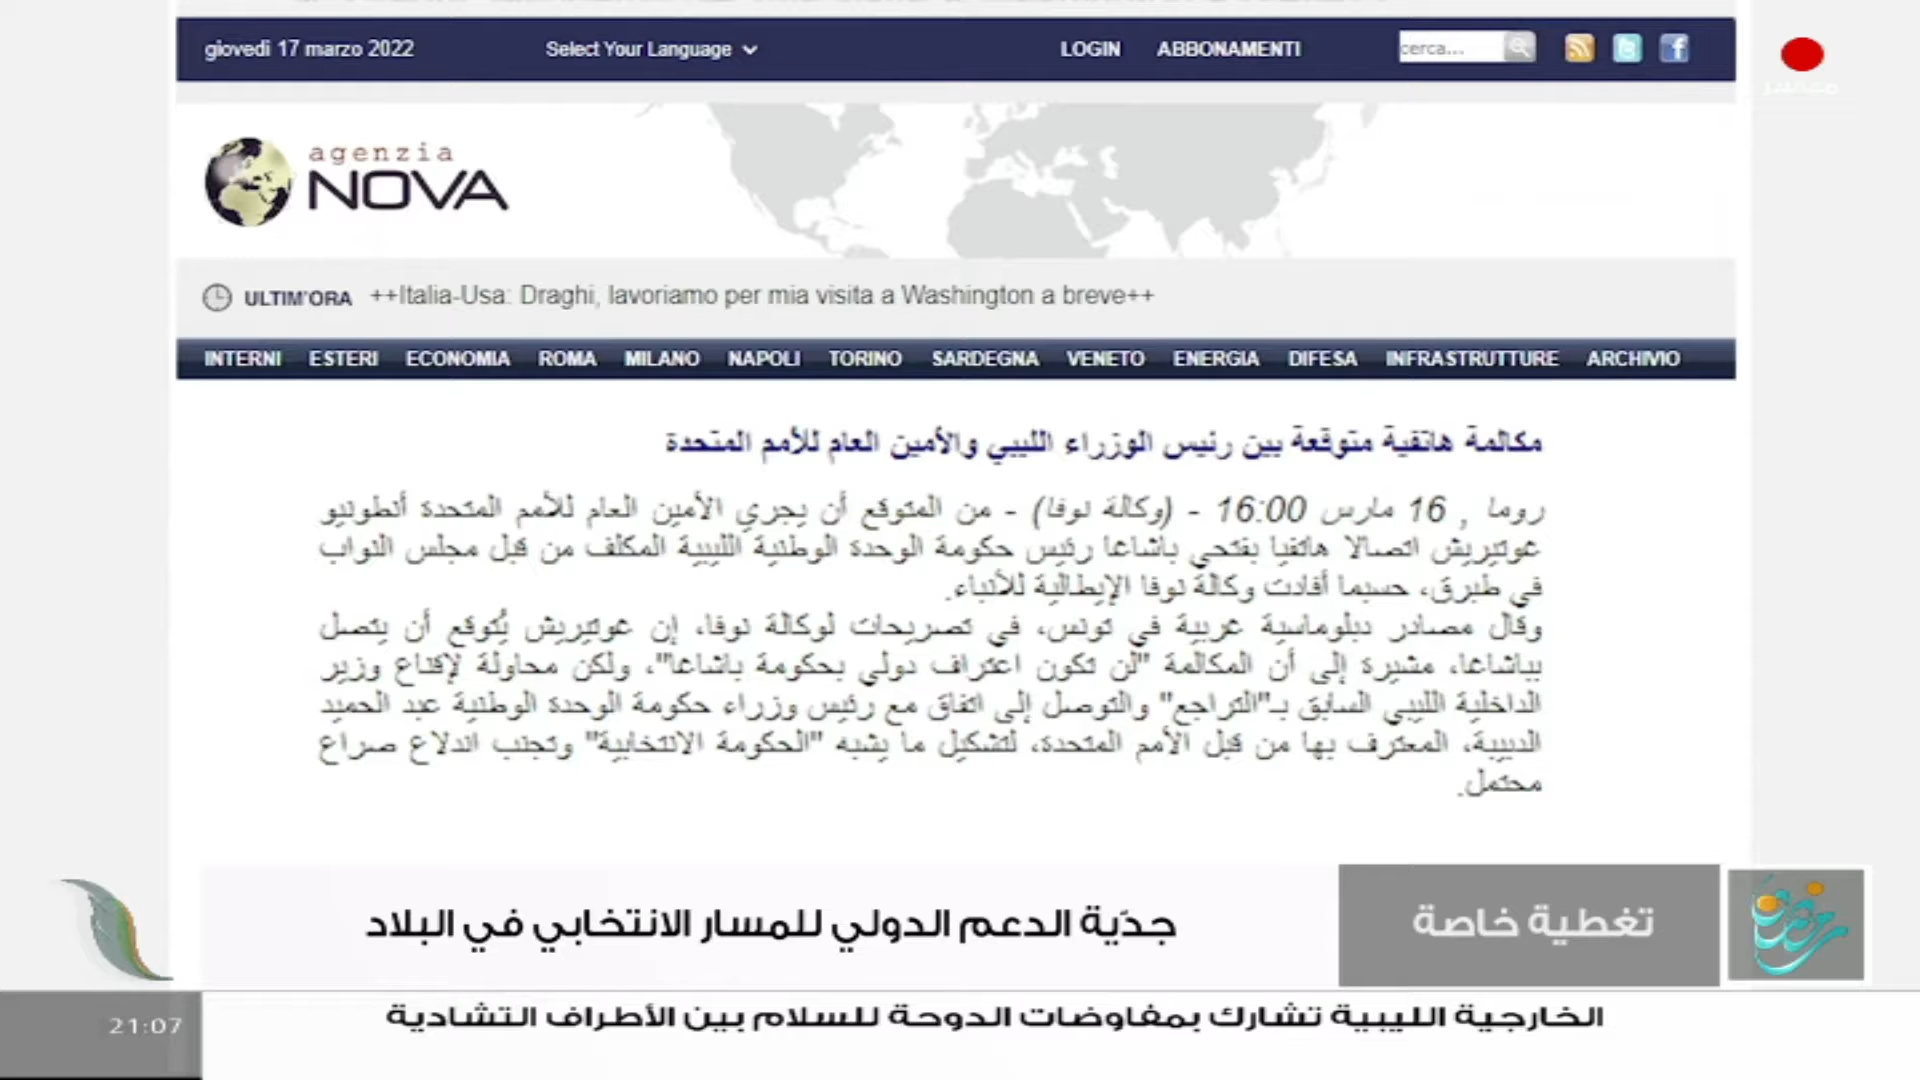 giovedì 17 marzo 2022 Select Your Language LOGIN ABBONAMENTI cerca...
agenzia
NOVA
ULTIM'ORA ++Italia-Usa: Draghi, lavoriamo per mia visita a Washington a breve++
INTERNI ESTERI ECONOMIA ROMA MILANO NAPOLI TORINO SARDEGNA VENETO ENERGIA DIFESA INFRASTRUTTURE ARCHIVIO
مكالمة هاتفية متوقعة بين رئيس الوزراء الليبي والأمين العام للأمم المتحدة
روما , 16 مارس 16:00 - (وكالة نوفا) - من المتوقع أن يجري الأمين العام للأمم المتحدة أنطونيو
غوتيريش اتصالا هاتفيا بفتحي باشاغا رئيس حكومة الوحدة الوطنية الليبية المكلف من قبل مجلس النواب
في طبرق، حسبما أفادت وكالة نوفا الإيطالية للأنباء.
وقال مصادر دبلوماسية عربية في تونس، في تصريحات لوكالة نوفا، إن غوتيريش يُتوقع أن يتصل
بباشاغا، مشيرة إلى أن المكالمة "لن تكون اعتراف دولي بحكومة باشاغا"، ولكن محاولة لإقناع وزير
الداخلية الليبي السابق بـ"التراجع" والتوصل إلى اتفاق مع رئيس وزراء حكومة الوحدة الوطنية عبد الحميد
الدبيبة، المعترف بها من قبل الأمم المتحدة، لتشكيل ما يشبه "الحكومة الانتخابية" وتجنب اندلاع صراع
محتمل.
تغطية خاصة
جدّية الدعم الدولي للمسار الانتخابي في البلاد
الخارجية الليبية تشارك بمفاوضات الدوحة للسلام بين الأطراف التشادية
21:07